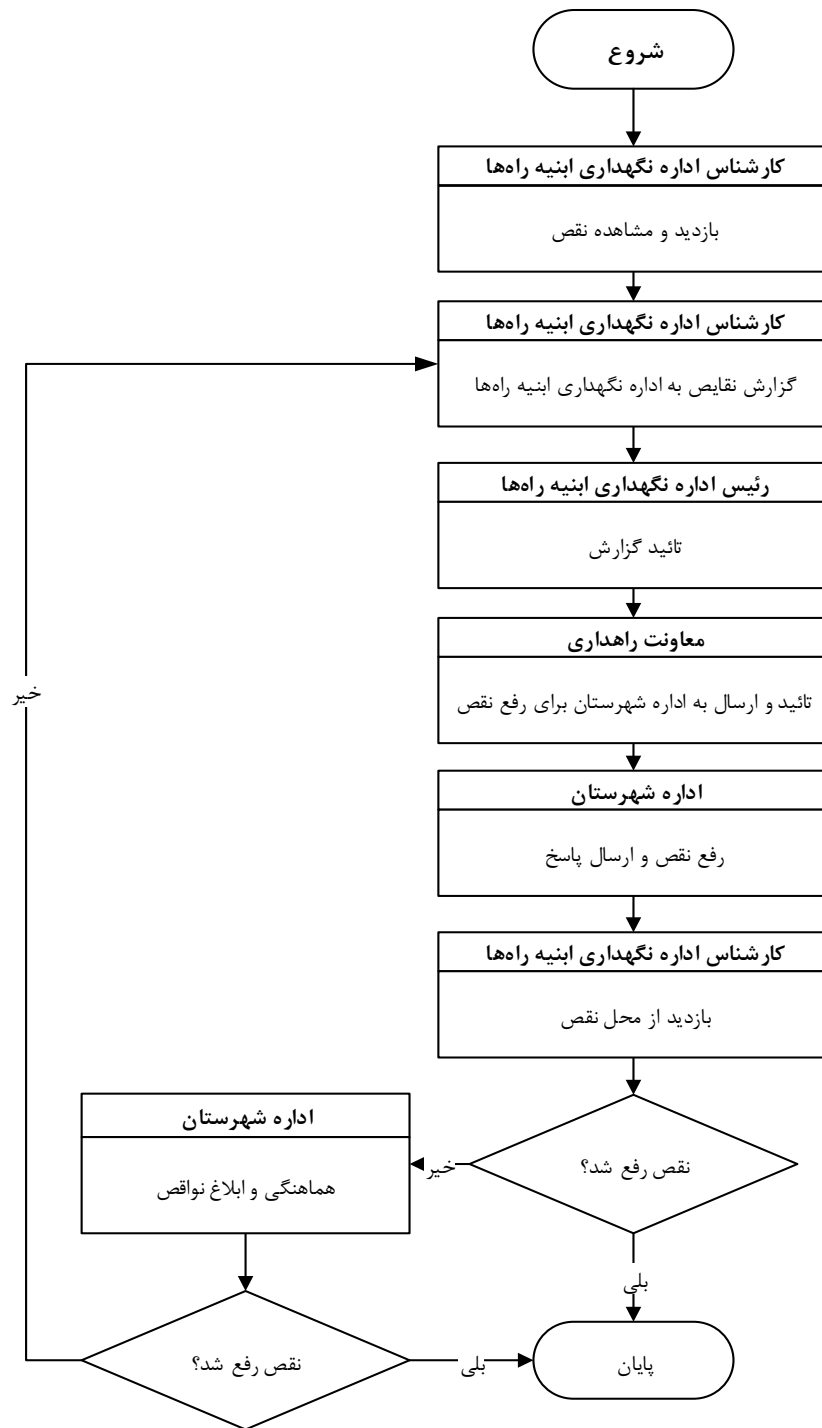 شروع
کارشناس اداره نگهداری ابنیه راه‌ها
بازدید و مشاهده نقص
کارشناس اداره نگهداری ابنیه راه‌ها
گزارش نقایص به اداره نگهداری ابنیه راه‌ها
رئیس اداره نگهداری ابنیه راه‌ها
تائید گزارش
معاونت راهداری
تائید و ارسال به اداره شهرستان برای رفع نقص
خیر
اداره شهرستان
رفع نقص و ارسال پاسخ
کارشناس اداره نگهداری ابنیه راه‌ها
بازدید از محل نقص
نقص رفع شد؟
خیر
اداره شهرستان
هماهنگی و ابلاغ نواقص
بلی
نقص رفع شد؟
بلی
پایان